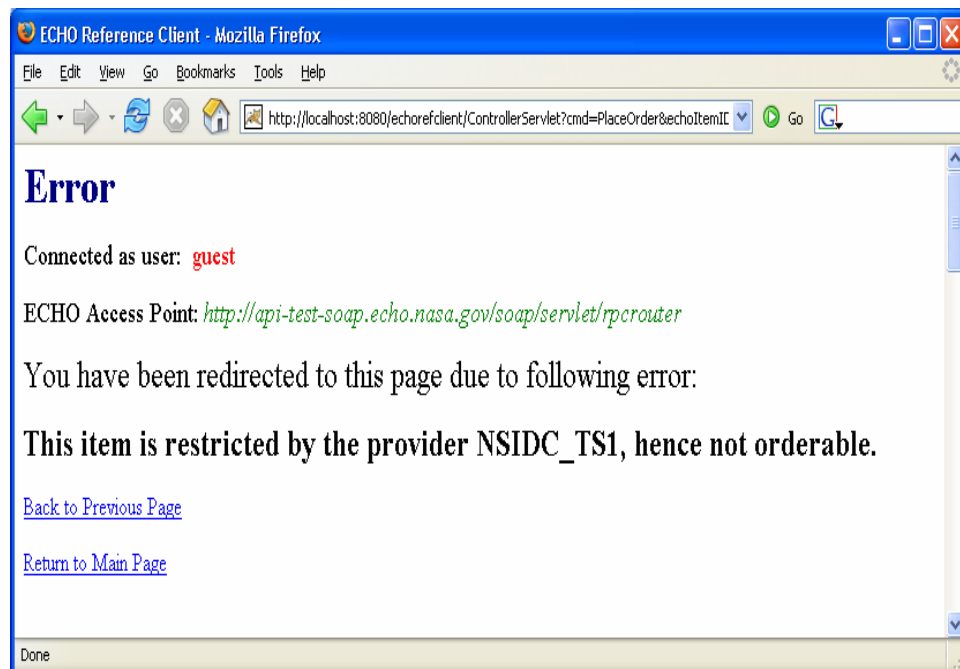 ECHO Reference Client - Mozilla Firefox
File Edit View Go Bookmarks Tools Help
http://localhost:8080/echorefclient/ControllerServlet?cmd=PlaceOrder&echoItemID Go G
Error
Connected as user: guest
ECHO Access Point: http://api-test-soap.echo.nasa.gov/soap/servlet/rpcrouter
You have been redirected to this page due to following error:
This item is restricted by the provider NSIDC_TS1, hence not orderable.
Back to Previous Page
Return to Main Page
Done